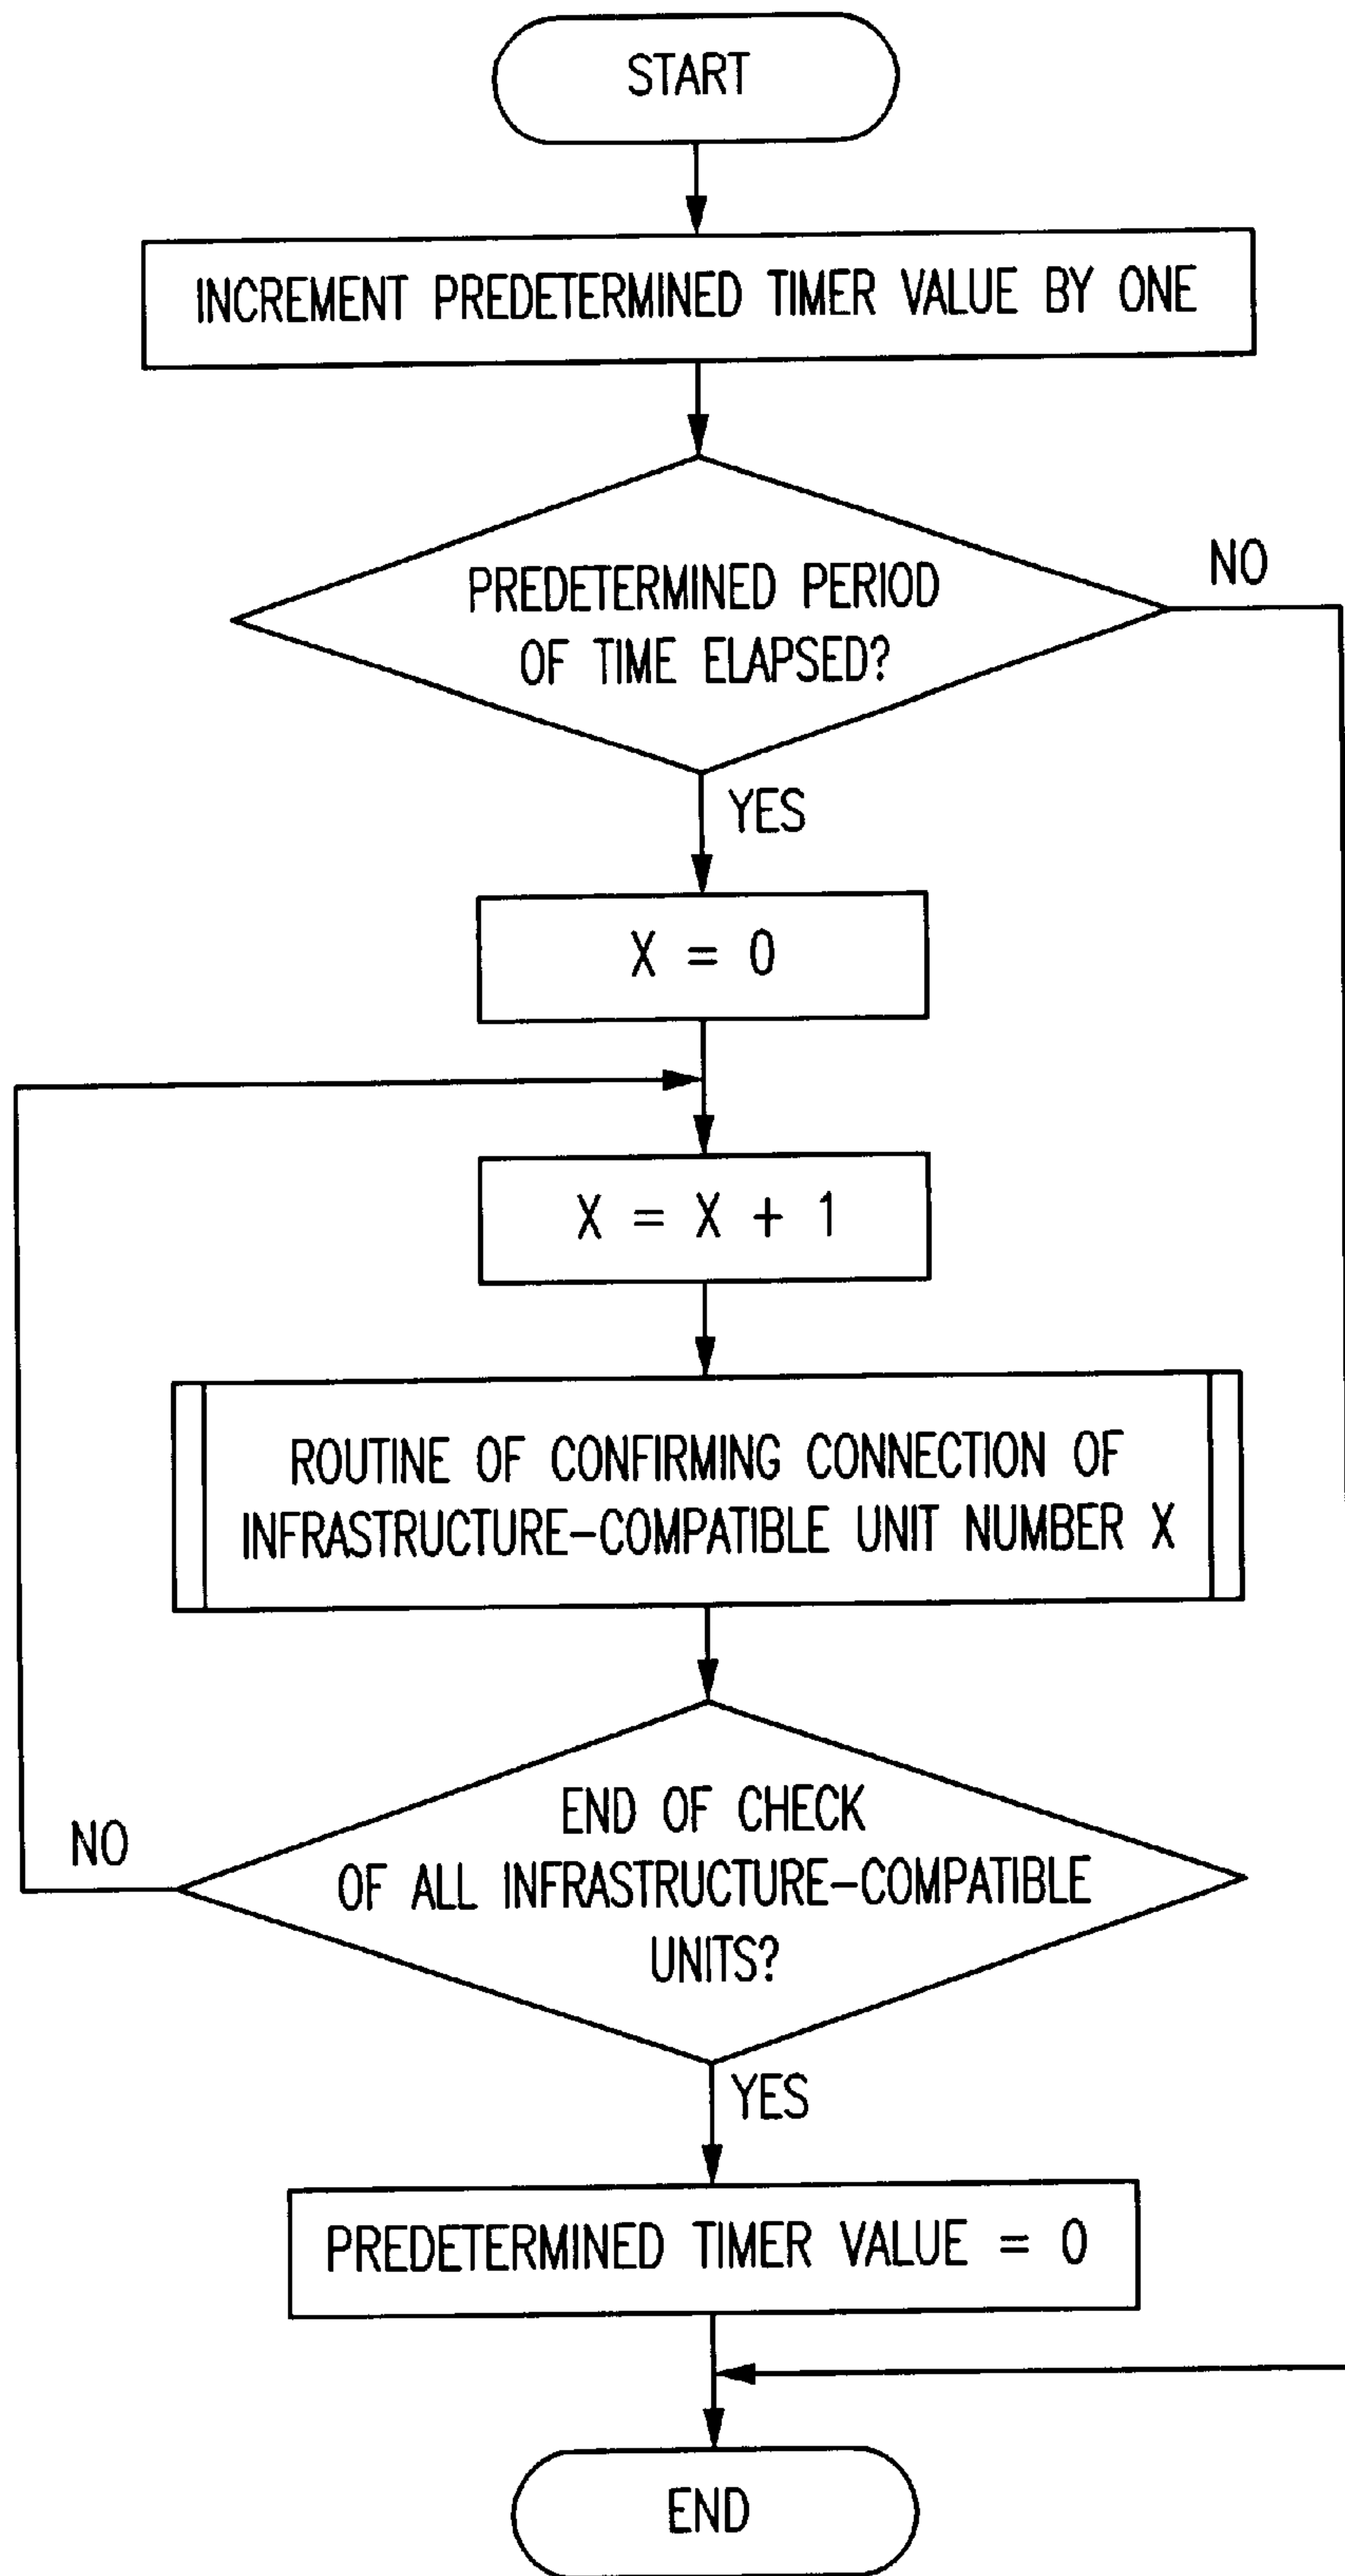 START
INCREMENT PREDETERMINED TIMER VALUE BY ONE
PREDETERMINED PERIOD
OF TIME ELAPSED?
NO
YES
X = 0
X = X + 1
ROUTINE OF CONFIRMING CONNECTION OF
INFRASTRUCTURE-COMPATIBLE UNIT NUMBER X
END OF CHECK
OF ALL INFRASTRUCTURE-COMPATIBLE
UNITS?
NO
YES
PREDETERMINED TIMER VALUE = 0
END